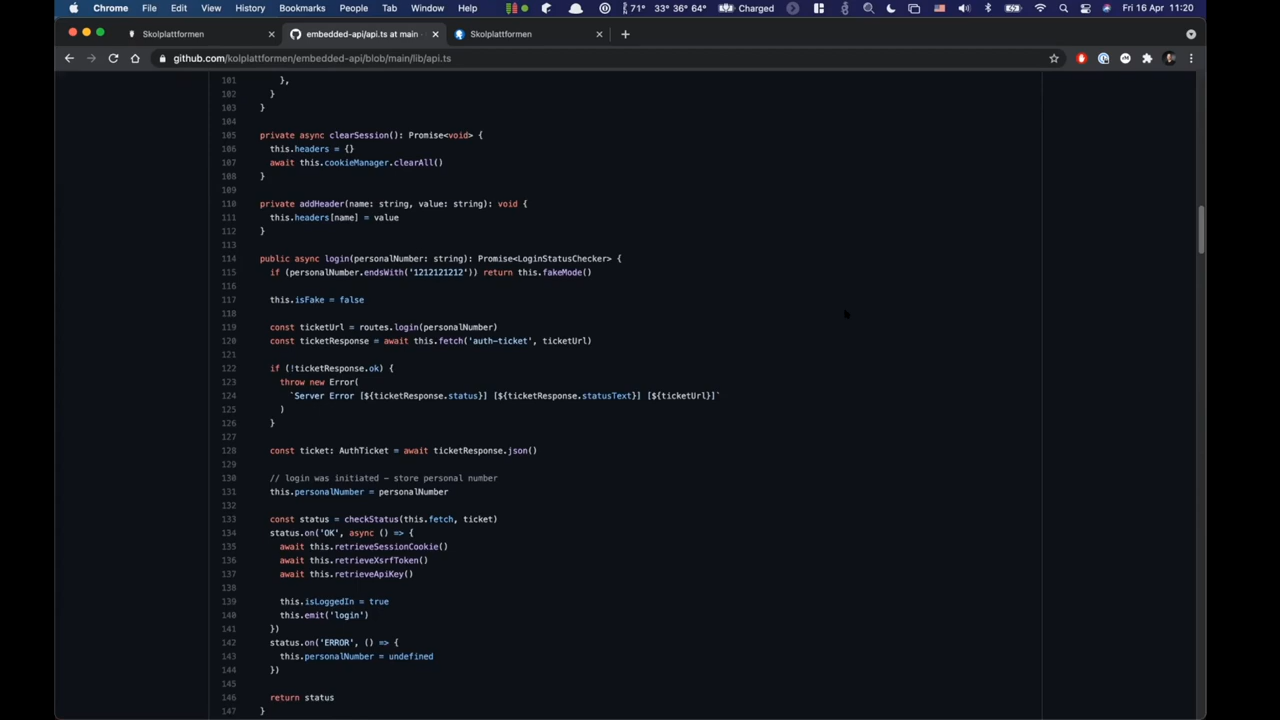 Chrome File Edit View History Bookmarks People Tab Window Help 71° 33° 36° 64° Charged Fri 16 Apr 11:20
Skolplattformen embedded-api/api.ts at main Skolplattformen
github.com/kolplattformen/embedded-api/blob/main/lib/api.ts
101 },
102 }
103 }
104
105 private async clearSession(): Promise<void> {
106 this.headers = {}
107 await this.cookieManager.clearAll()
108 }
109
110 private addHeader(name: string, value: string): void {
111 this.headers[name] = value
112 }
113
114 public async login(personalNumber: string): Promise<LoginStatusChecker> {
115 if (personalNumber.endsWith('1212121212')) return this.fakeMode()
116
117 this.isFake = false
118
119 const ticketUrl = routes.login(personalNumber)
120 const ticketResponse = await this.fetch('auth-ticket', ticketUrl)
121
122 if (!ticketResponse.ok) {
123 throw new Error(
124 `Server Error [${ticketResponse.status}] [${ticketResponse.statusText}] [${ticketUrl}]`
125 )
126 }
127
128 const ticket: AuthTicket = await ticketResponse.json()
129
130 // login was initiated - store personal number
131 this.personalNumber = personalNumber
132
133 const status = checkStatus(this.fetch, ticket)
134 status.on('OK', async () => {
135 await this.retrieveSessionCookie()
136 await this.retrieveXsrfToken()
137 await this.retrieveApiKey()
138
139 this.isLoggedIn = true
140 this.emit('login')
141 })
142 status.on('ERROR', () => {
143 this.personalNumber = undefined
144 })
145
146 return status
147 }